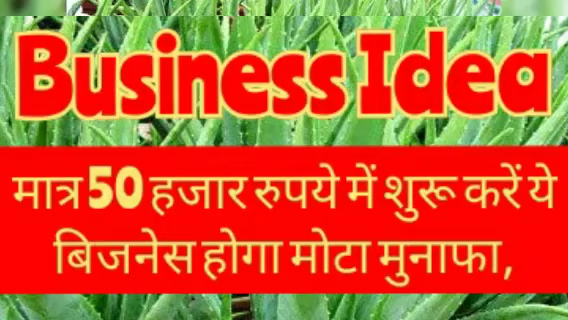 Business Idea
मात्र 50 हजार रुपये में शुरू करें ये
बिजनेस होगा मोटा मुनाफा,